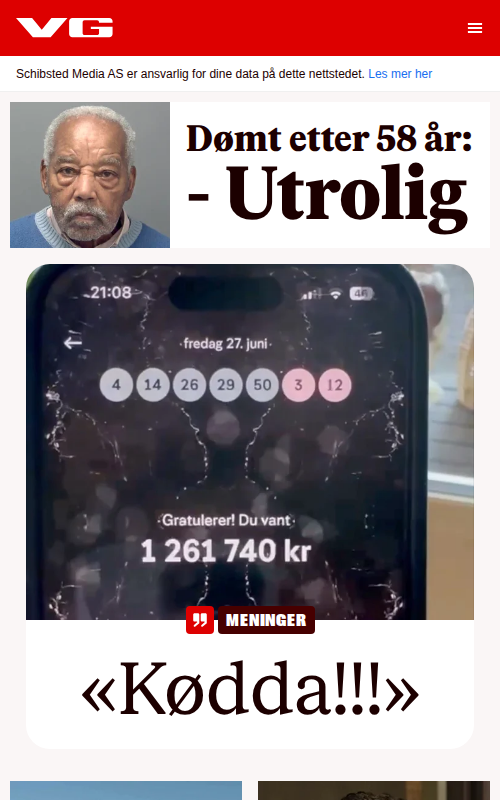 VG
Schibsted Media AS er ansvarlig for dine data på dette nettstedet. Les mer her
Dømt etter 58 år:
- Utrolig
21:08
46
fredag 27. juni
4 14 26 29 50 3 12
Gratulerer! Du vant
1 261 740 kr
MENINGER
«Kødda!!!»